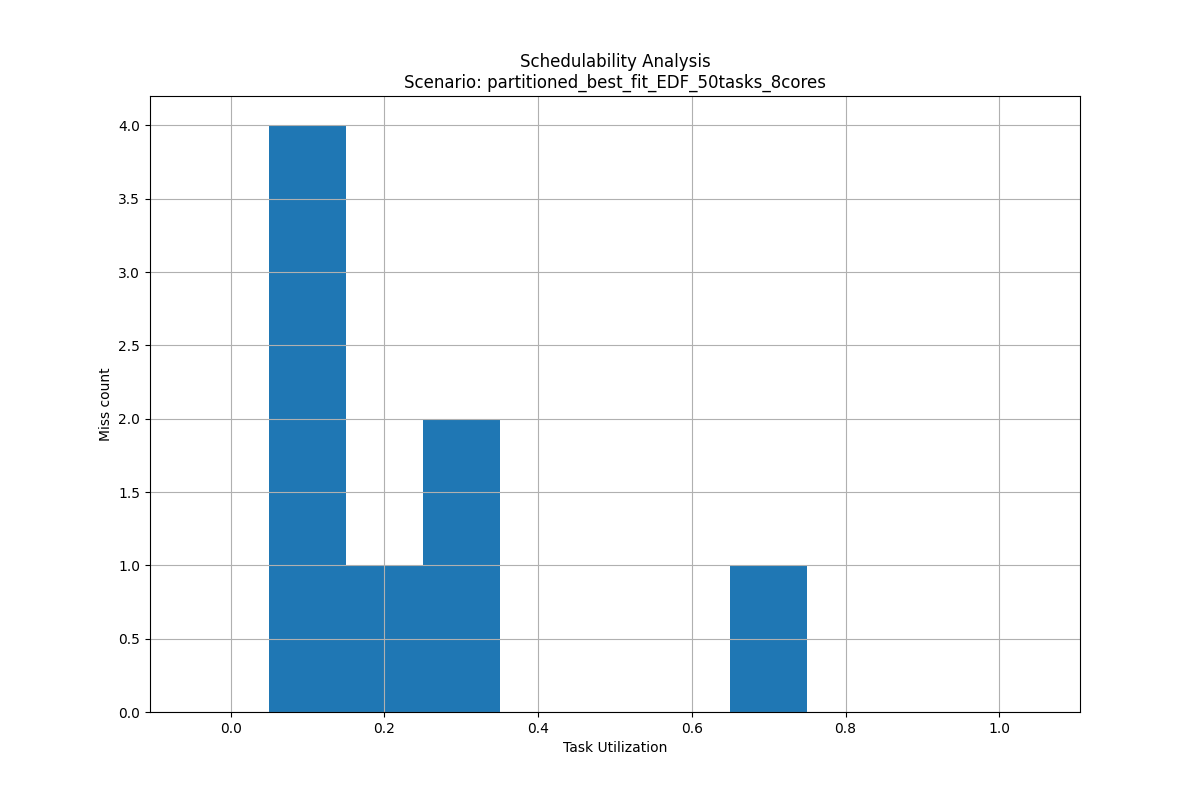 Schedulability Analysis
Scenario: partitioned_best_fit_EDF_50tasks_8cores
4.0
3.5
3.0
2.5
2.0
1.5
1.0
0.5
0.0
Miss count
0.0 0.2 0.4 0.6 0.8 1.0
Task Utilization